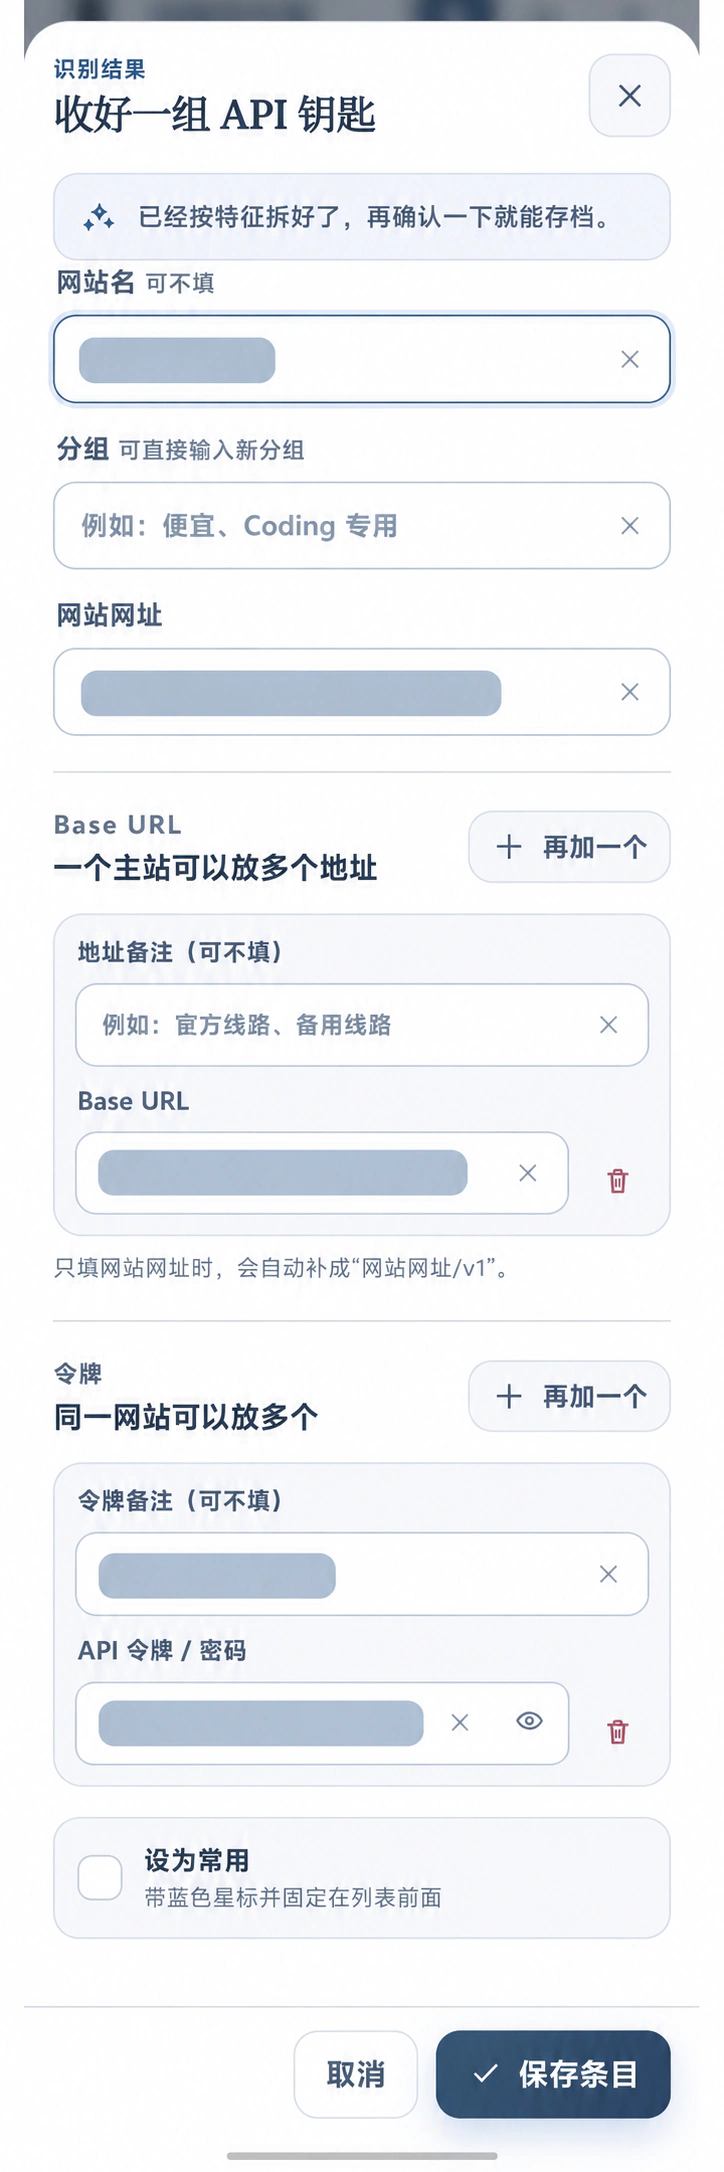 识别结果
收好一组 API 钥匙
已经按特征拆好了，再确认一下就能存档。
网站名 可不填
分组 可直接输入新分组
例如：便宜、Coding 专用
网站网址
Base URL
一个主站可以放多个地址
再加一个
地址备注（可不填）
例如：官方线路、备用线路
Base URL
只填网站网址时，会自动补成“网站网址/v1”。
令牌
同一网站可以放多个
再加一个
令牌备注（可不填）
API 令牌 / 密码
设为常用
带蓝色星标并固定在列表前面
取消
保存条目